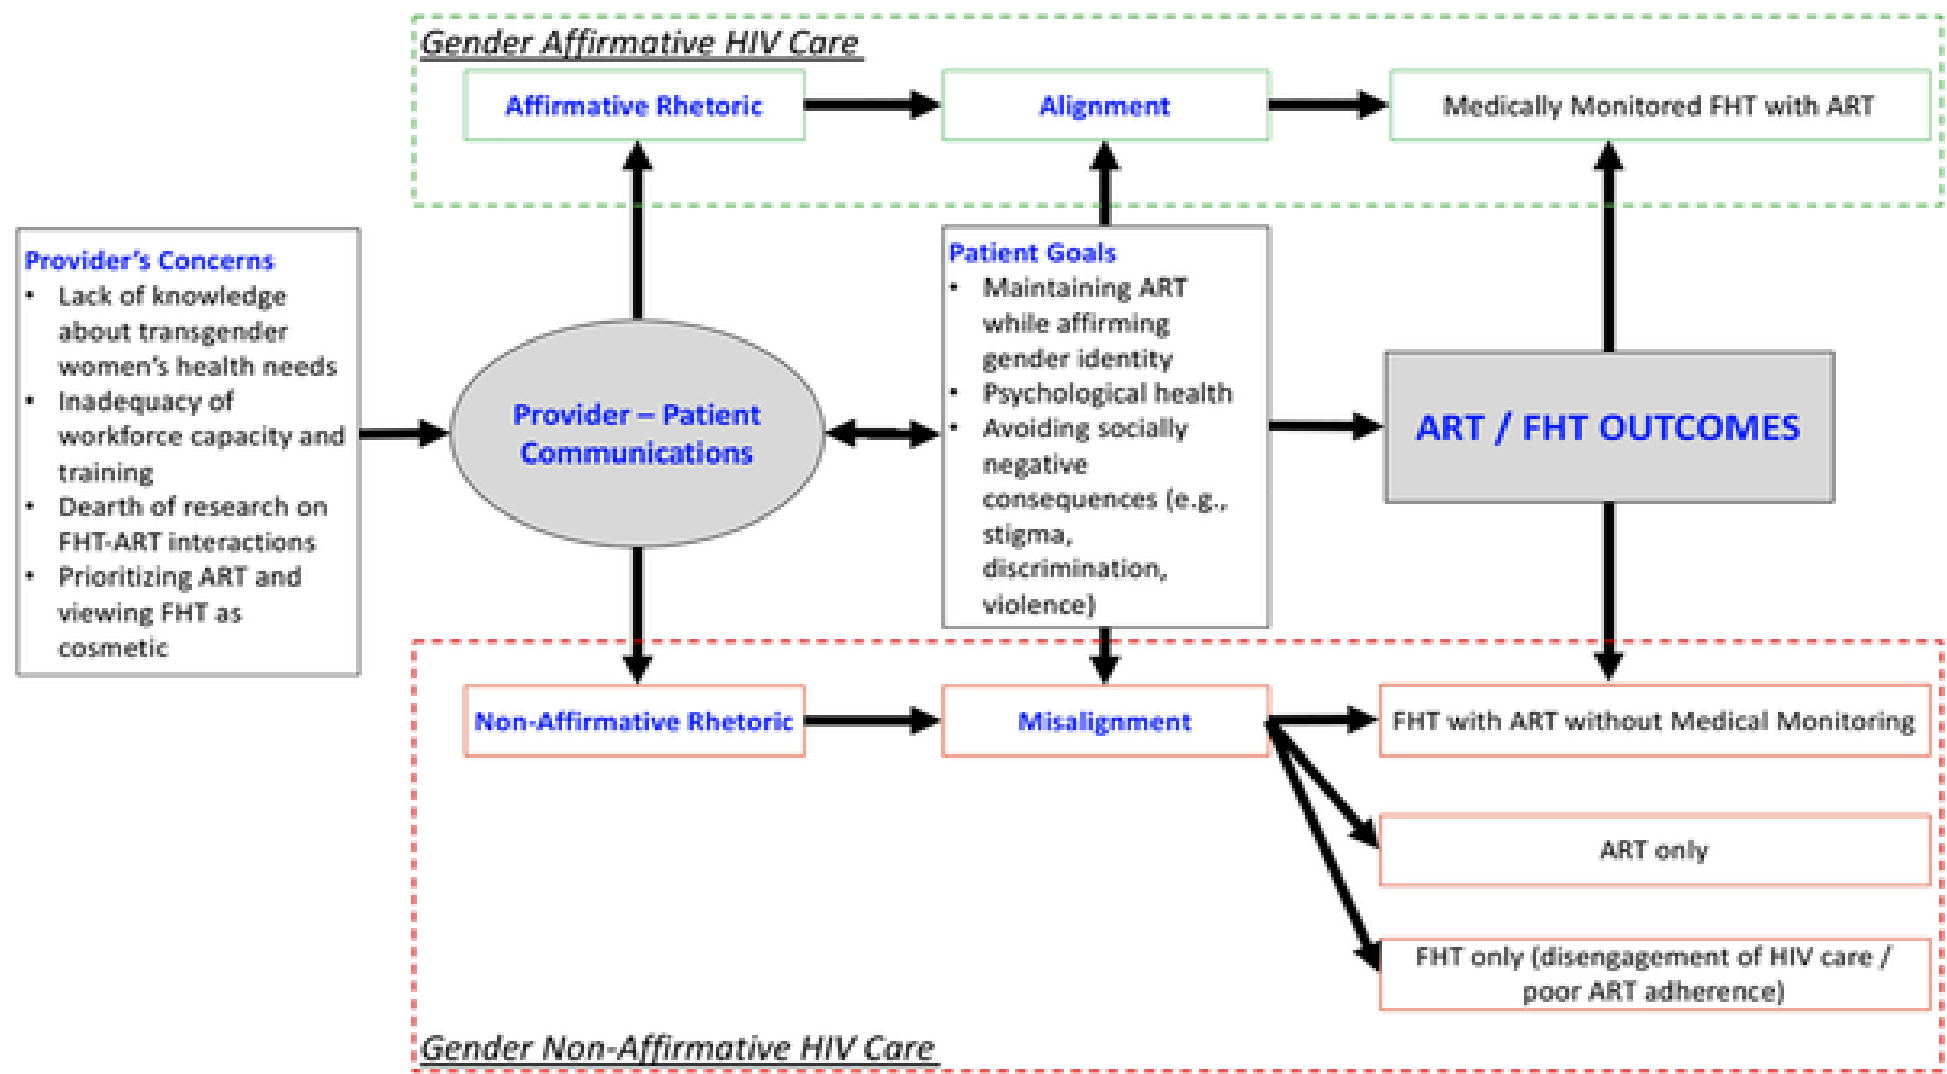 Gender Affirmative HIV Care
Affirmative Rhetoric
Alignment
Medically Monitored FHT with ART
Provider's Concerns
• Lack of knowledge
about transgender
women's health needs
• Inadequacy of
workforce capacity and
training
• Dearth of research on
FHT-ART interactions
• Prioritizing ART and
viewing FHT as
cosmetic
Provider – Patient
Communications
Patient Goals
• Maintaining ART
while affirming
gender identity
• Psychological health
• Avoiding socially
negative
consequences (e.g.,
stigma,
discrimination,
violence)
ART / FHT OUTCOMES
Non-Affirmative Rhetoric
Misalignment
FHT with ART without Medical Monitoring
ART only
FHT only (disengagement of HIV care /
poor ART adherence)
Gender Non-Affirmative HIV Care